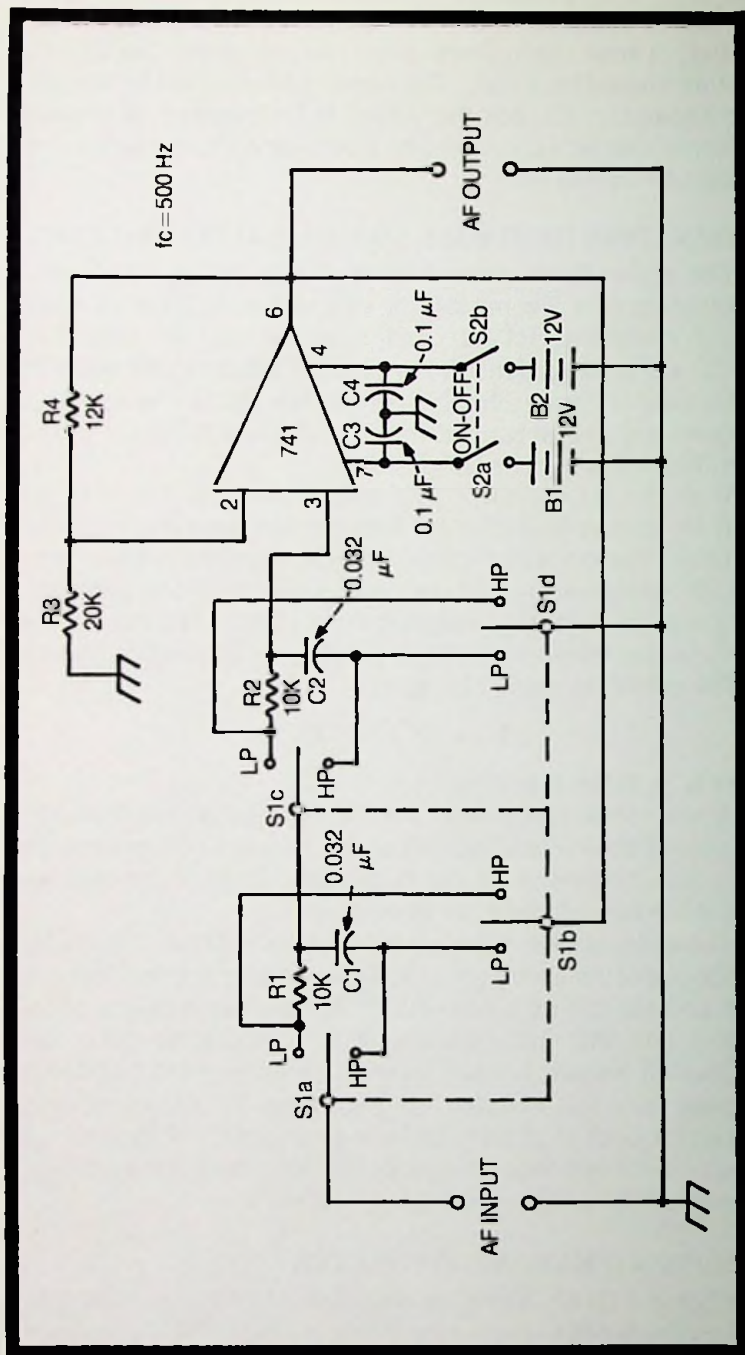 fc=500 Hz
R4
12K
R3
20K
2
3
741
6
4
7
C3
C4
0.1 µF
0.1 µF
ON-OFF
S2a
S2b
B1
12V
B2
12V
AF OUTPUT
R2
10K
C2
0.032
µF
LP
HP
S1c
LP
HP
S1d
R1
10K
C1
0.032
µF
LP
HP
S1a
LP
HP
S1b
AF INPUT